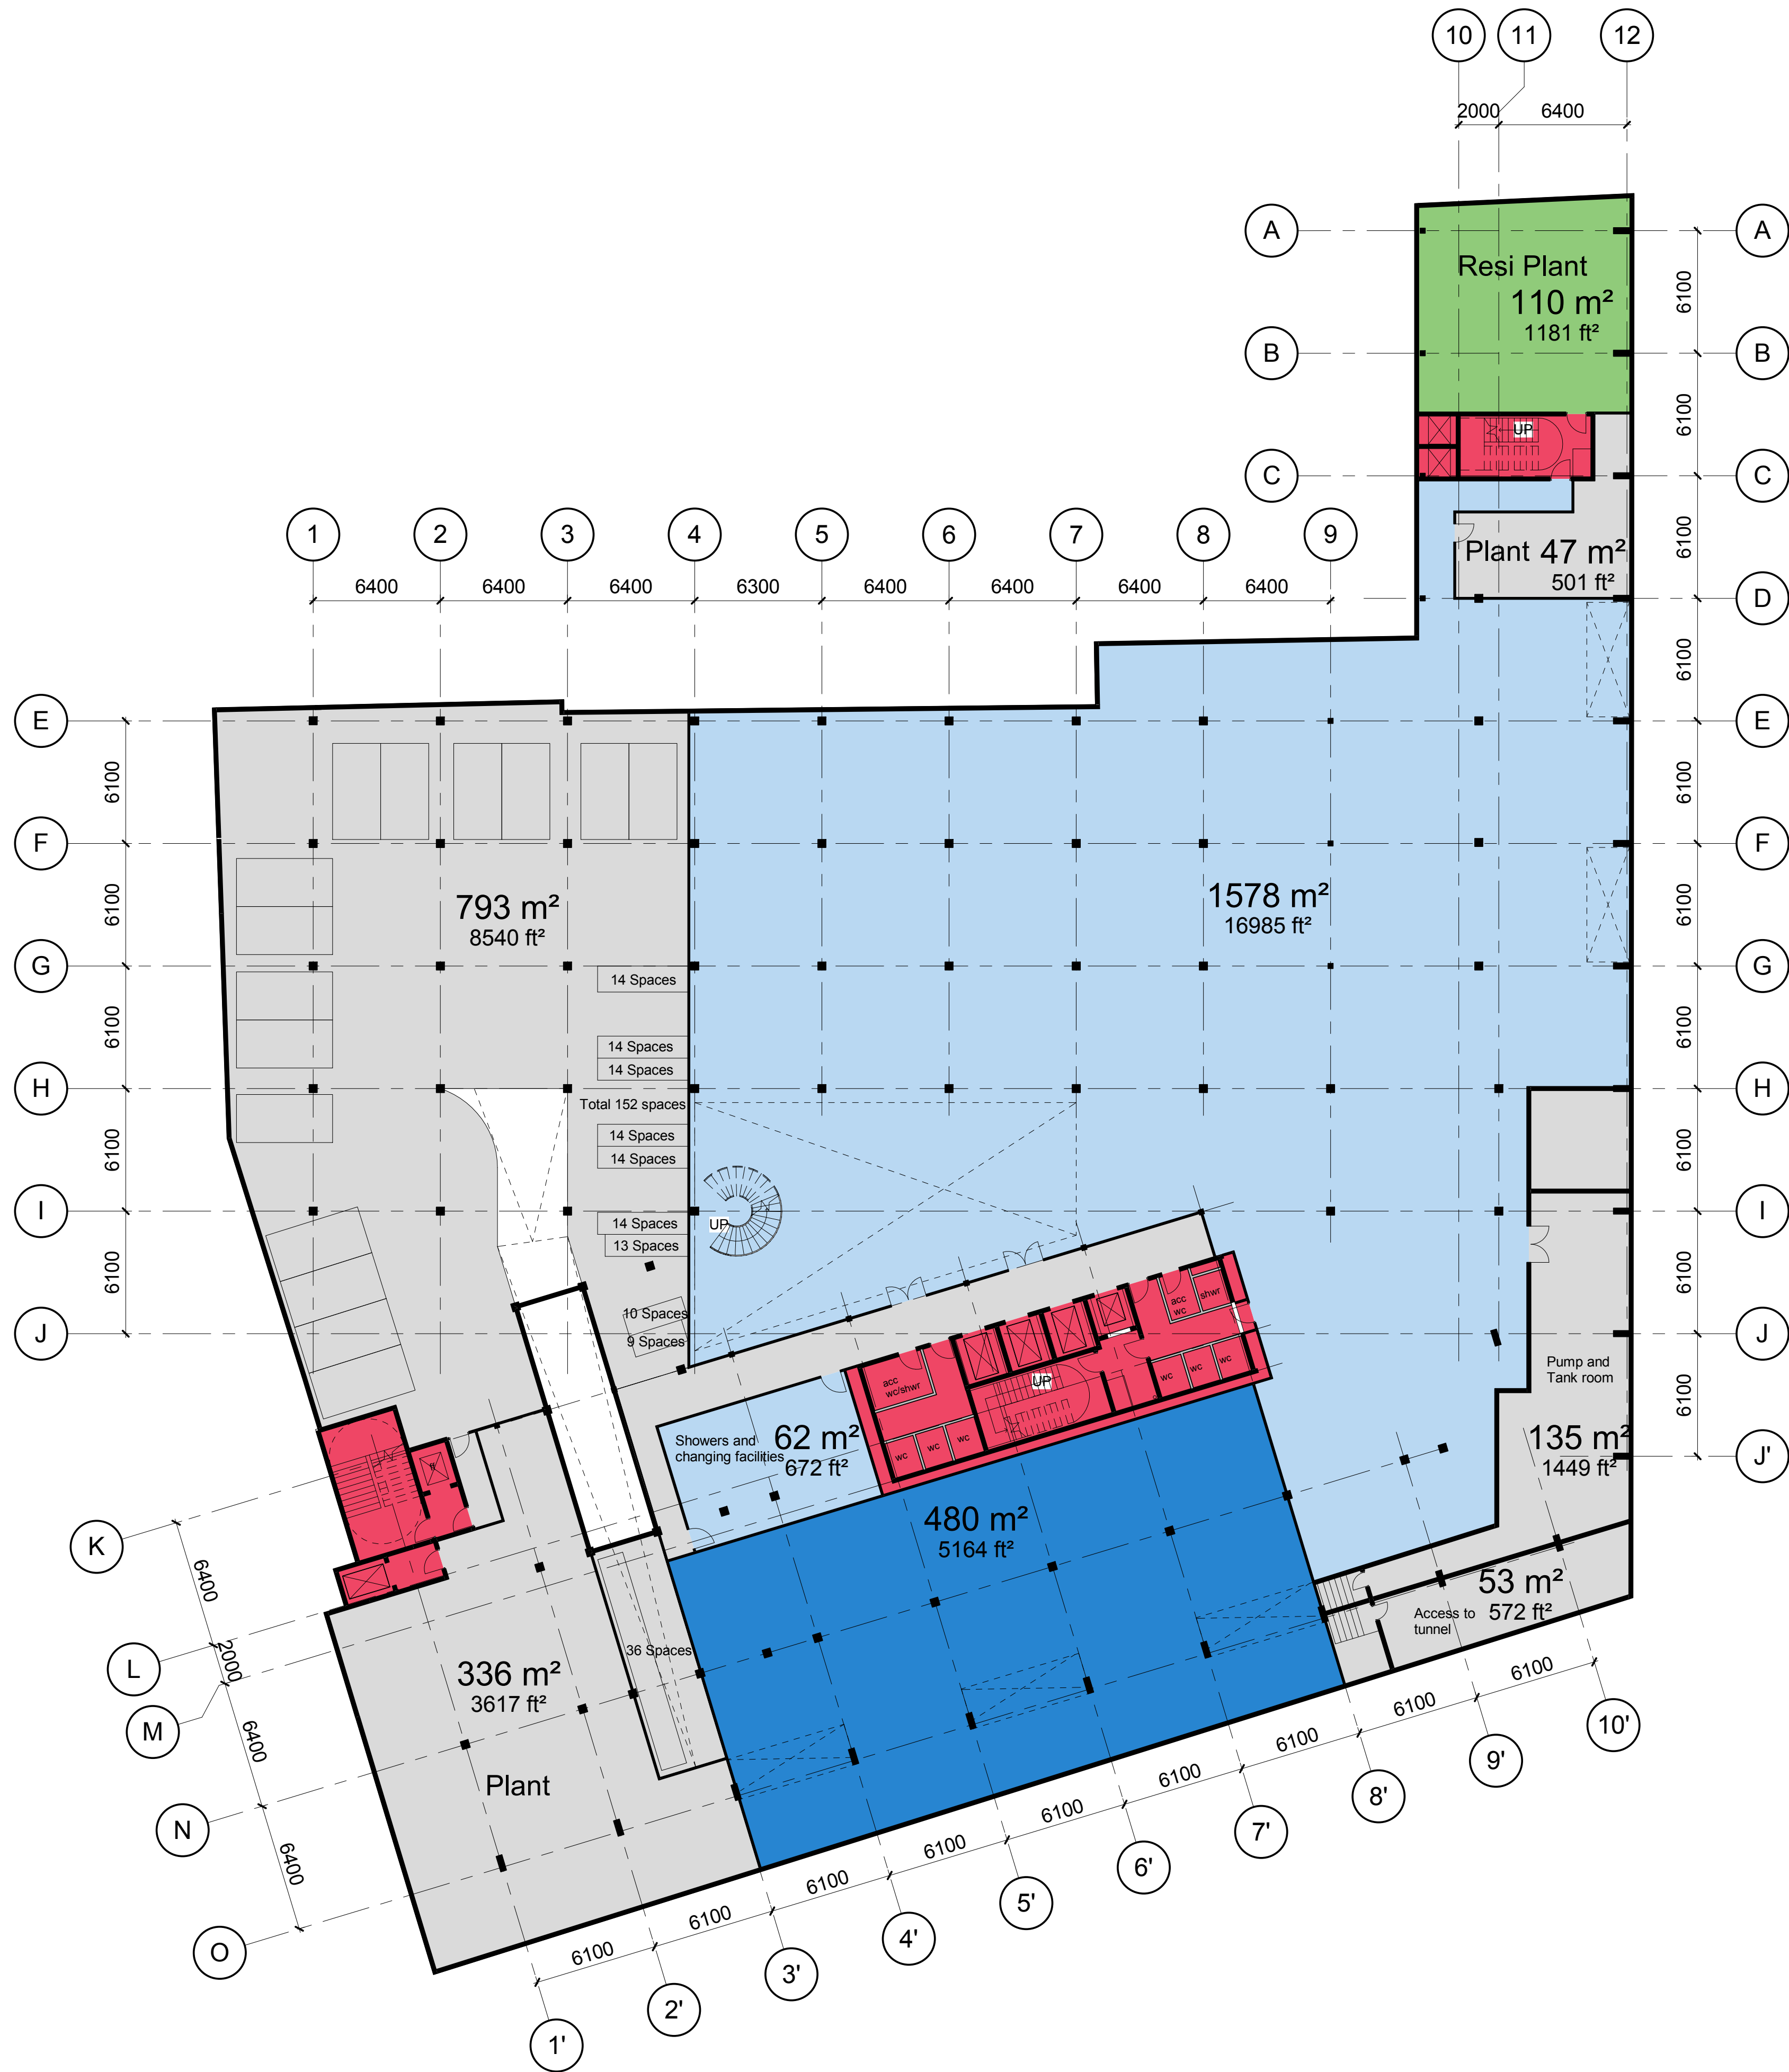 10 11 12
2000 6400
A A
Resi Plant
110 m²
1181 ft²
6100
B B
UP
6100
C C
1 2 3 4 5 6 7 8 9
Plant 47 m²
501 ft²
6100
6400 6400 6400 6300 6400 6400 6400 6400
D
6100
E E
6100 6100
F F
793 m²
8540 ft²
1578 m²
16985 ft²
6100 6100
G G
14 Spaces
14 Spaces
14 Spaces
6100 6100
H H
Total 152 spaces
14 Spaces
14 Spaces
6100 6100
I I
14 Spaces
UP
13 Spaces
6100 6100
acc
wc
shwr
10 Spaces
9 Spaces
J J
Pump and
Tank room
acc
wc/shwr
UP
wc wc wc
6100
Showers and
changing facilities
62 m²
672 ft²
wc wc wc
135 m²
1449 ft²
J'
ff
480 m²
5164 ft²
K
6400
53 m²
572 ft²
Access to
tunnel
L
2000
36 Spaces
336 m²
3617 ft²
M
6400
Plant
N
6400
O
6100 6100 6100 6100 6100 6100 6100 6100 6100
1' 2' 3' 4' 5' 6' 7' 8' 9' 10'